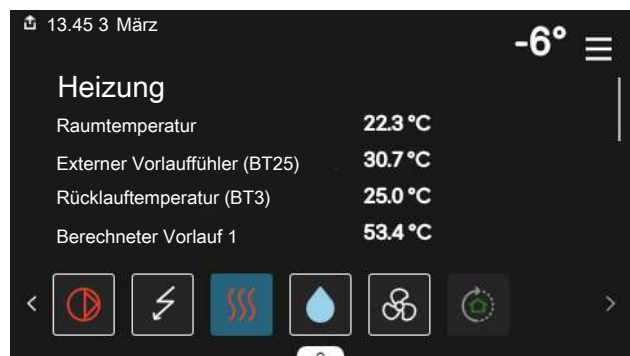 13.45 3 März
-6°
Heizung
Raumtemperatur 22.3 °C
Externer Vorlauffühler (BT25) 30.7 °C
Rücklauftemperatur (BT3) 25.0 °C
Berechneter Vorlauf 1 53.4 °C